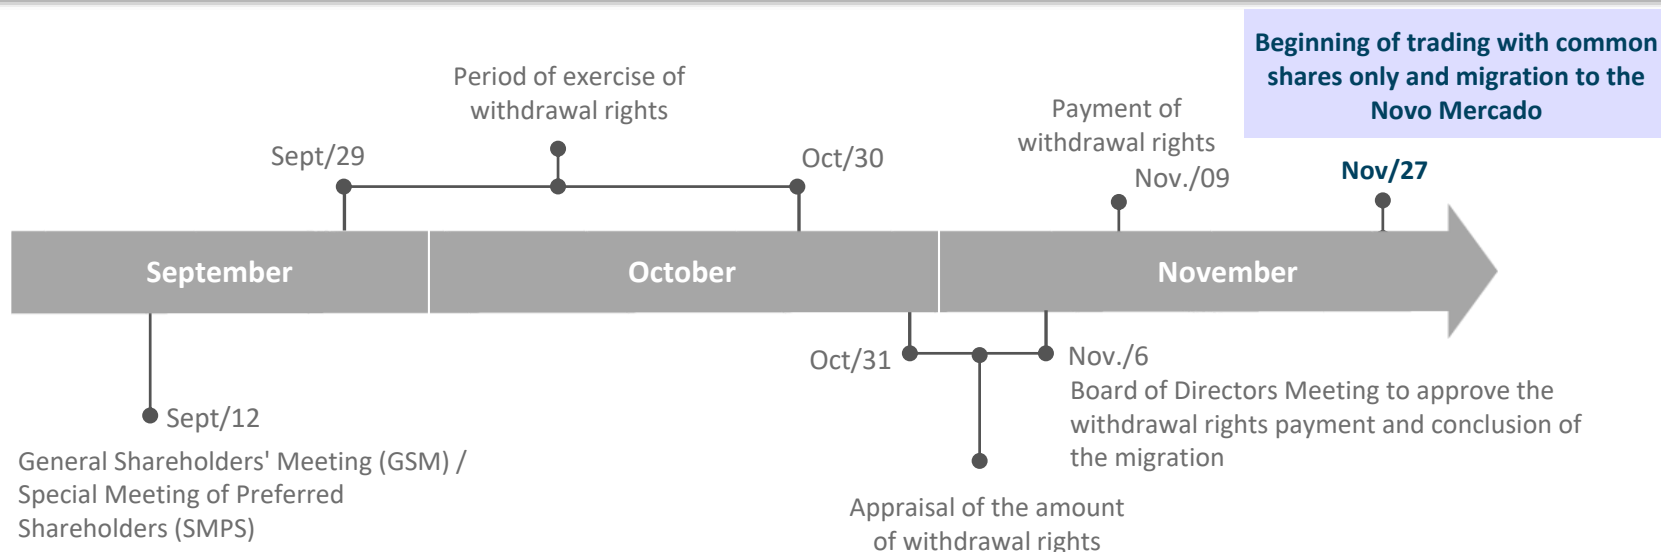 Beginning of trading with common
shares only and migration to the
Novo Mercado
Period of exercise of
withdrawal rights
Payment of
withdrawal rights
Sept/29
Oct/30
Nov./09
Nov/27
September
October
November
Oct/31
Nov./6
Board of Directors Meeting to approve the
withdrawal rights payment and conclusion of
the migration
Sept/12
General Shareholders' Meeting (GSM) /
Special Meeting of Preferred
Shareholders (SMPS)
Appraisal of the amount
of withdrawal rights